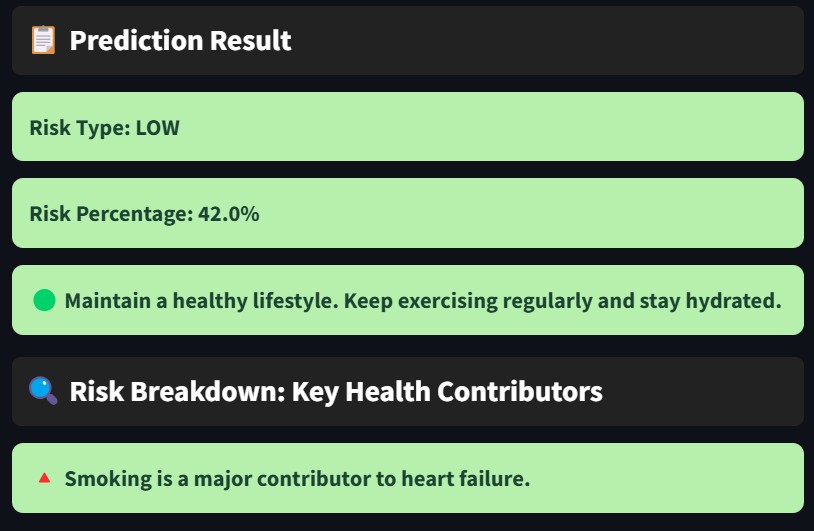 Prediction Result
Risk Type: LOW
Risk Percentage: 42.0%
Maintain a healthy lifestyle. Keep exercising regularly and stay hydrated.
Risk Breakdown: Key Health Contributors
Smoking is a major contributor to heart failure.